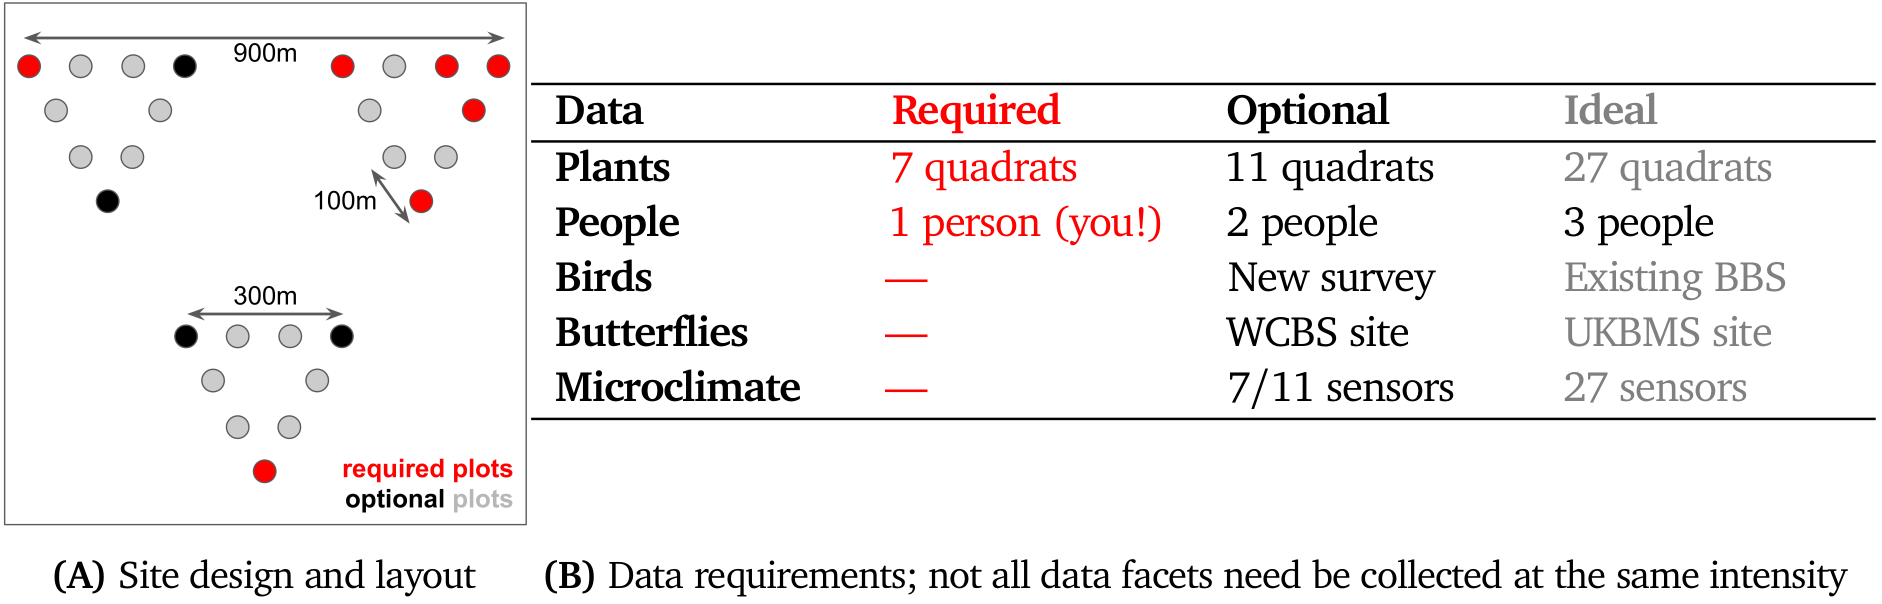 900m
100m
300m
required plots
optional plots
Data Required Optional Ideal
Plants 7 quadrats 11 quadrats 27 quadrats
People 1 person (you!) 2 people 3 people
Birds — New survey Existing BBS
Butterflies — WCBS site UKBMS site
Microclimate — 7/11 sensors 27 sensors
(A) Site design and layout
(B) Data requirements; not all data facets need be collected at the same intensity